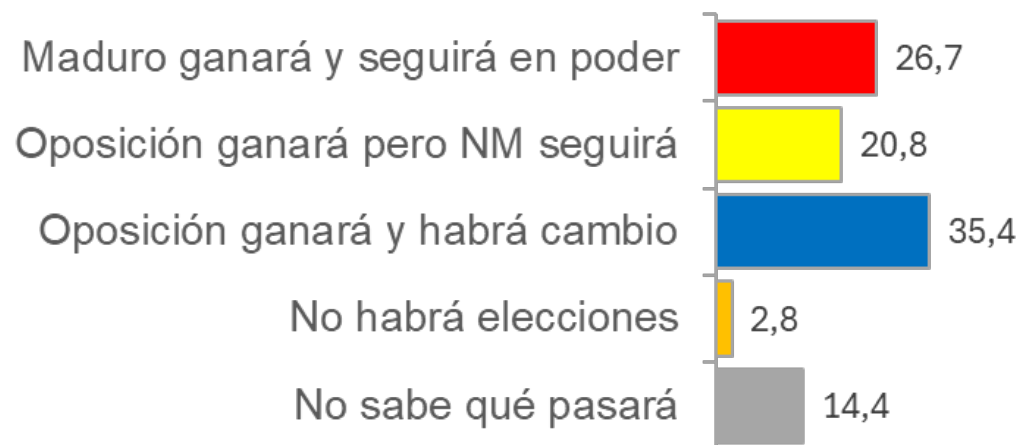 Maduro ganará y seguirá en poder 26,7
Oposición ganará pero NM seguirá 20,8
Oposición ganará y habrá cambio 35,4
No habrá elecciones 2,8
No sabe qué pasará 14,4